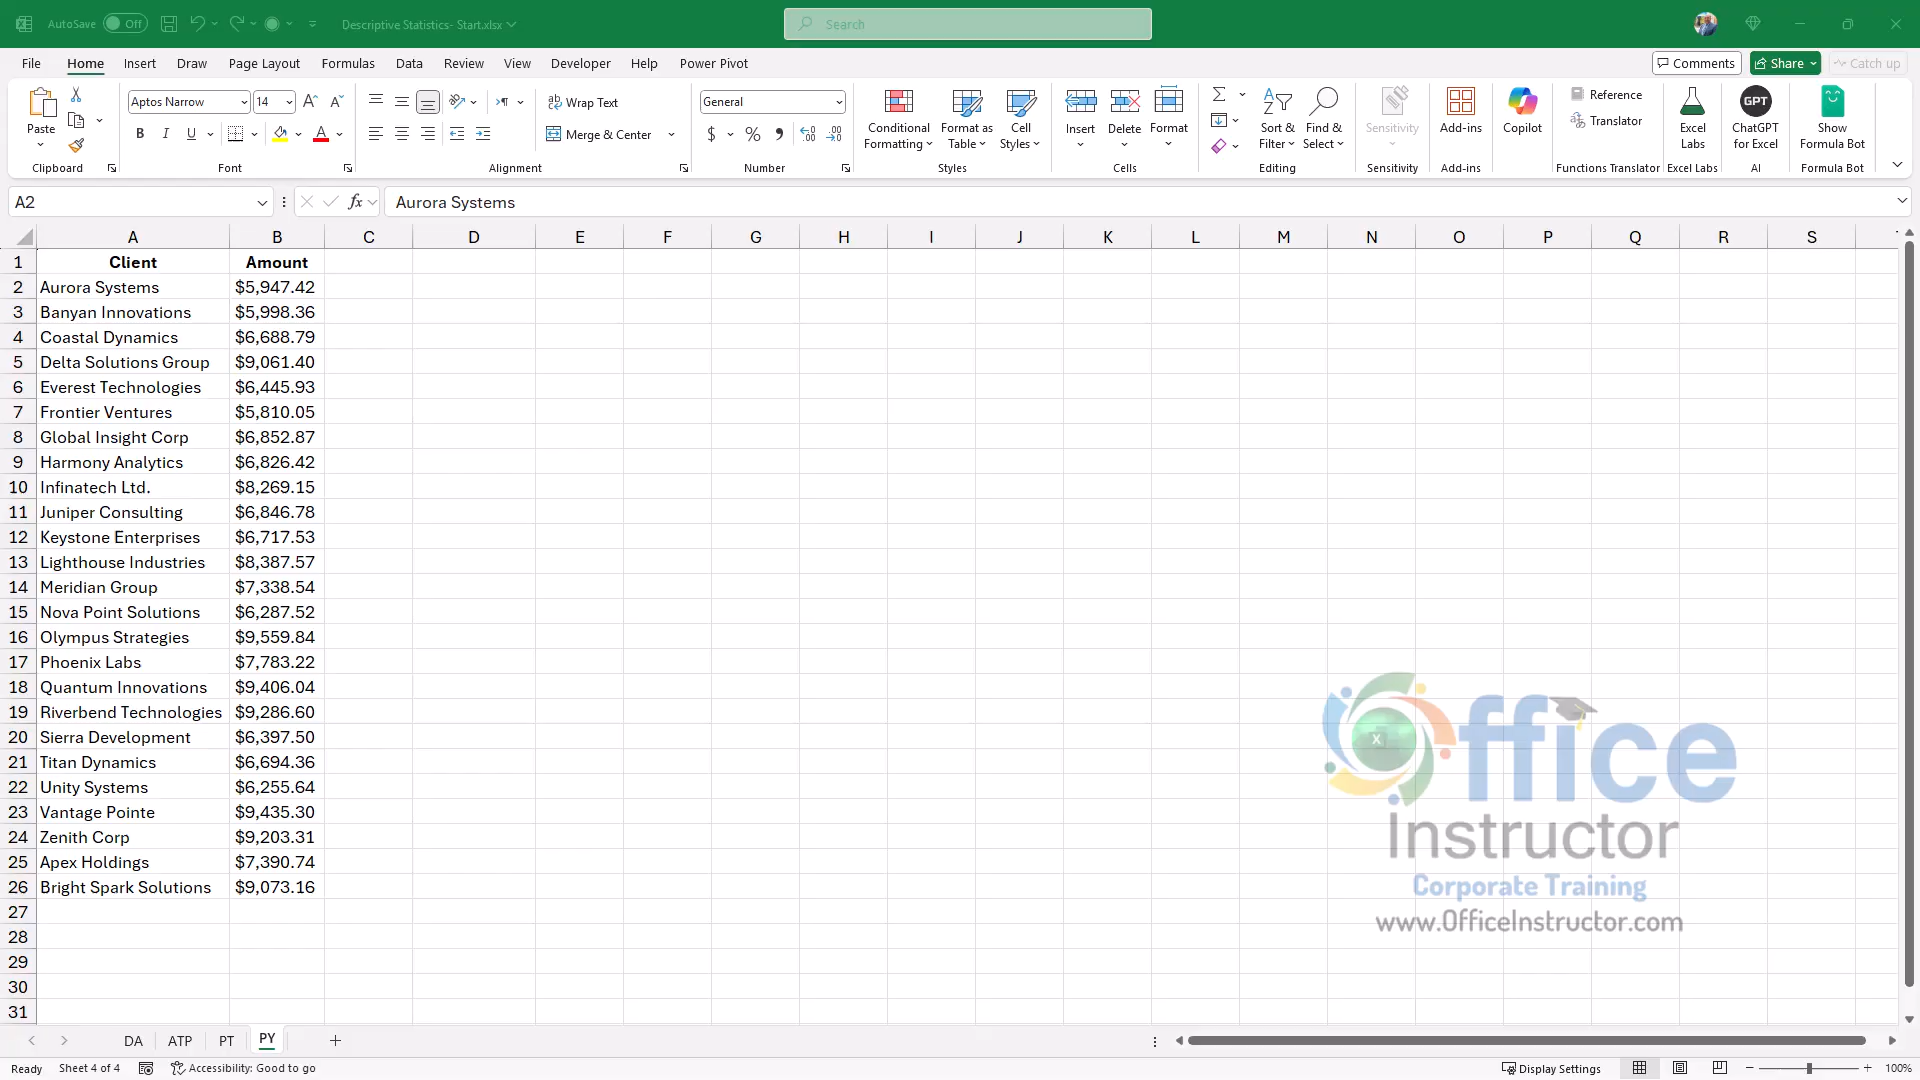 AutoSave Off Descriptive Statistics- Start.xlsx Search
File Home Insert Draw Page Layout Formulas Data Review View Developer Help Power Pivot Comments Share Catch up
Paste
Clipboard
Aptos Narrow 14
B I U A
Font
ab Wrap Text
Merge & Center
Alignment
General
$ % 9
Number
Conditional Formatting
Format as Table
Cell Styles
Styles
Insert Delete Format
Cells
Sort & Filter
Find & Select
Editing
Sensitivity
Sensitivity
Add-ins
Add-ins
Copilot
Reference
Translator
Functions Translator
Excel Labs
Excel Labs
GPT
ChatGPT for Excel
AI
Show Formula Bot
Formula Bot
A2 fx Aurora Systems
A B C D E F G H I J K L M N O P Q R S
1 Client Amount
2 Aurora Systems $5,947.42
3 Banyan Innovations $5,998.36
4 Coastal Dynamics $6,688.79
5 Delta Solutions Group $9,061.40
6 Everest Technologies $6,445.93
7 Frontier Ventures $5,810.05
8 Global Insight Corp $6,852.87
9 Harmony Analytics $6,826.42
10 Infinatech Ltd. $8,269.15
11 Juniper Consulting $6,846.78
12 Keystone Enterprises $6,717.53
13 Lighthouse Industries $8,387.57
14 Meridian Group $7,338.54
15 Nova Point Solutions $6,287.52
16 Olympus Strategies $9,559.84
17 Phoenix Labs $7,783.22
18 Quantum Innovations $9,406.04
19 Riverbend Technologies $9,286.60
20 Sierra Development $6,397.50
21 Titan Dynamics $6,694.36
22 Unity Systems $6,255.64
23 Vantage Pointe $9,435.30
24 Zenith Corp $9,203.31
25 Apex Holdings $7,390.74
26 Bright Spark Solutions $9,073.16
27
28
29
30
31
Office
Instructor
Corporate Training
www.OfficeInstructor.com
DA ATP PT PY
Ready Sheet 4 of 4 Accessibility: Good to go Display Settings 100%